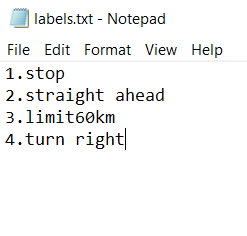 labels.txt - Notepad
File Edit Format View Help
1.stop
2.straight ahead
3.limit60km
4.turn right